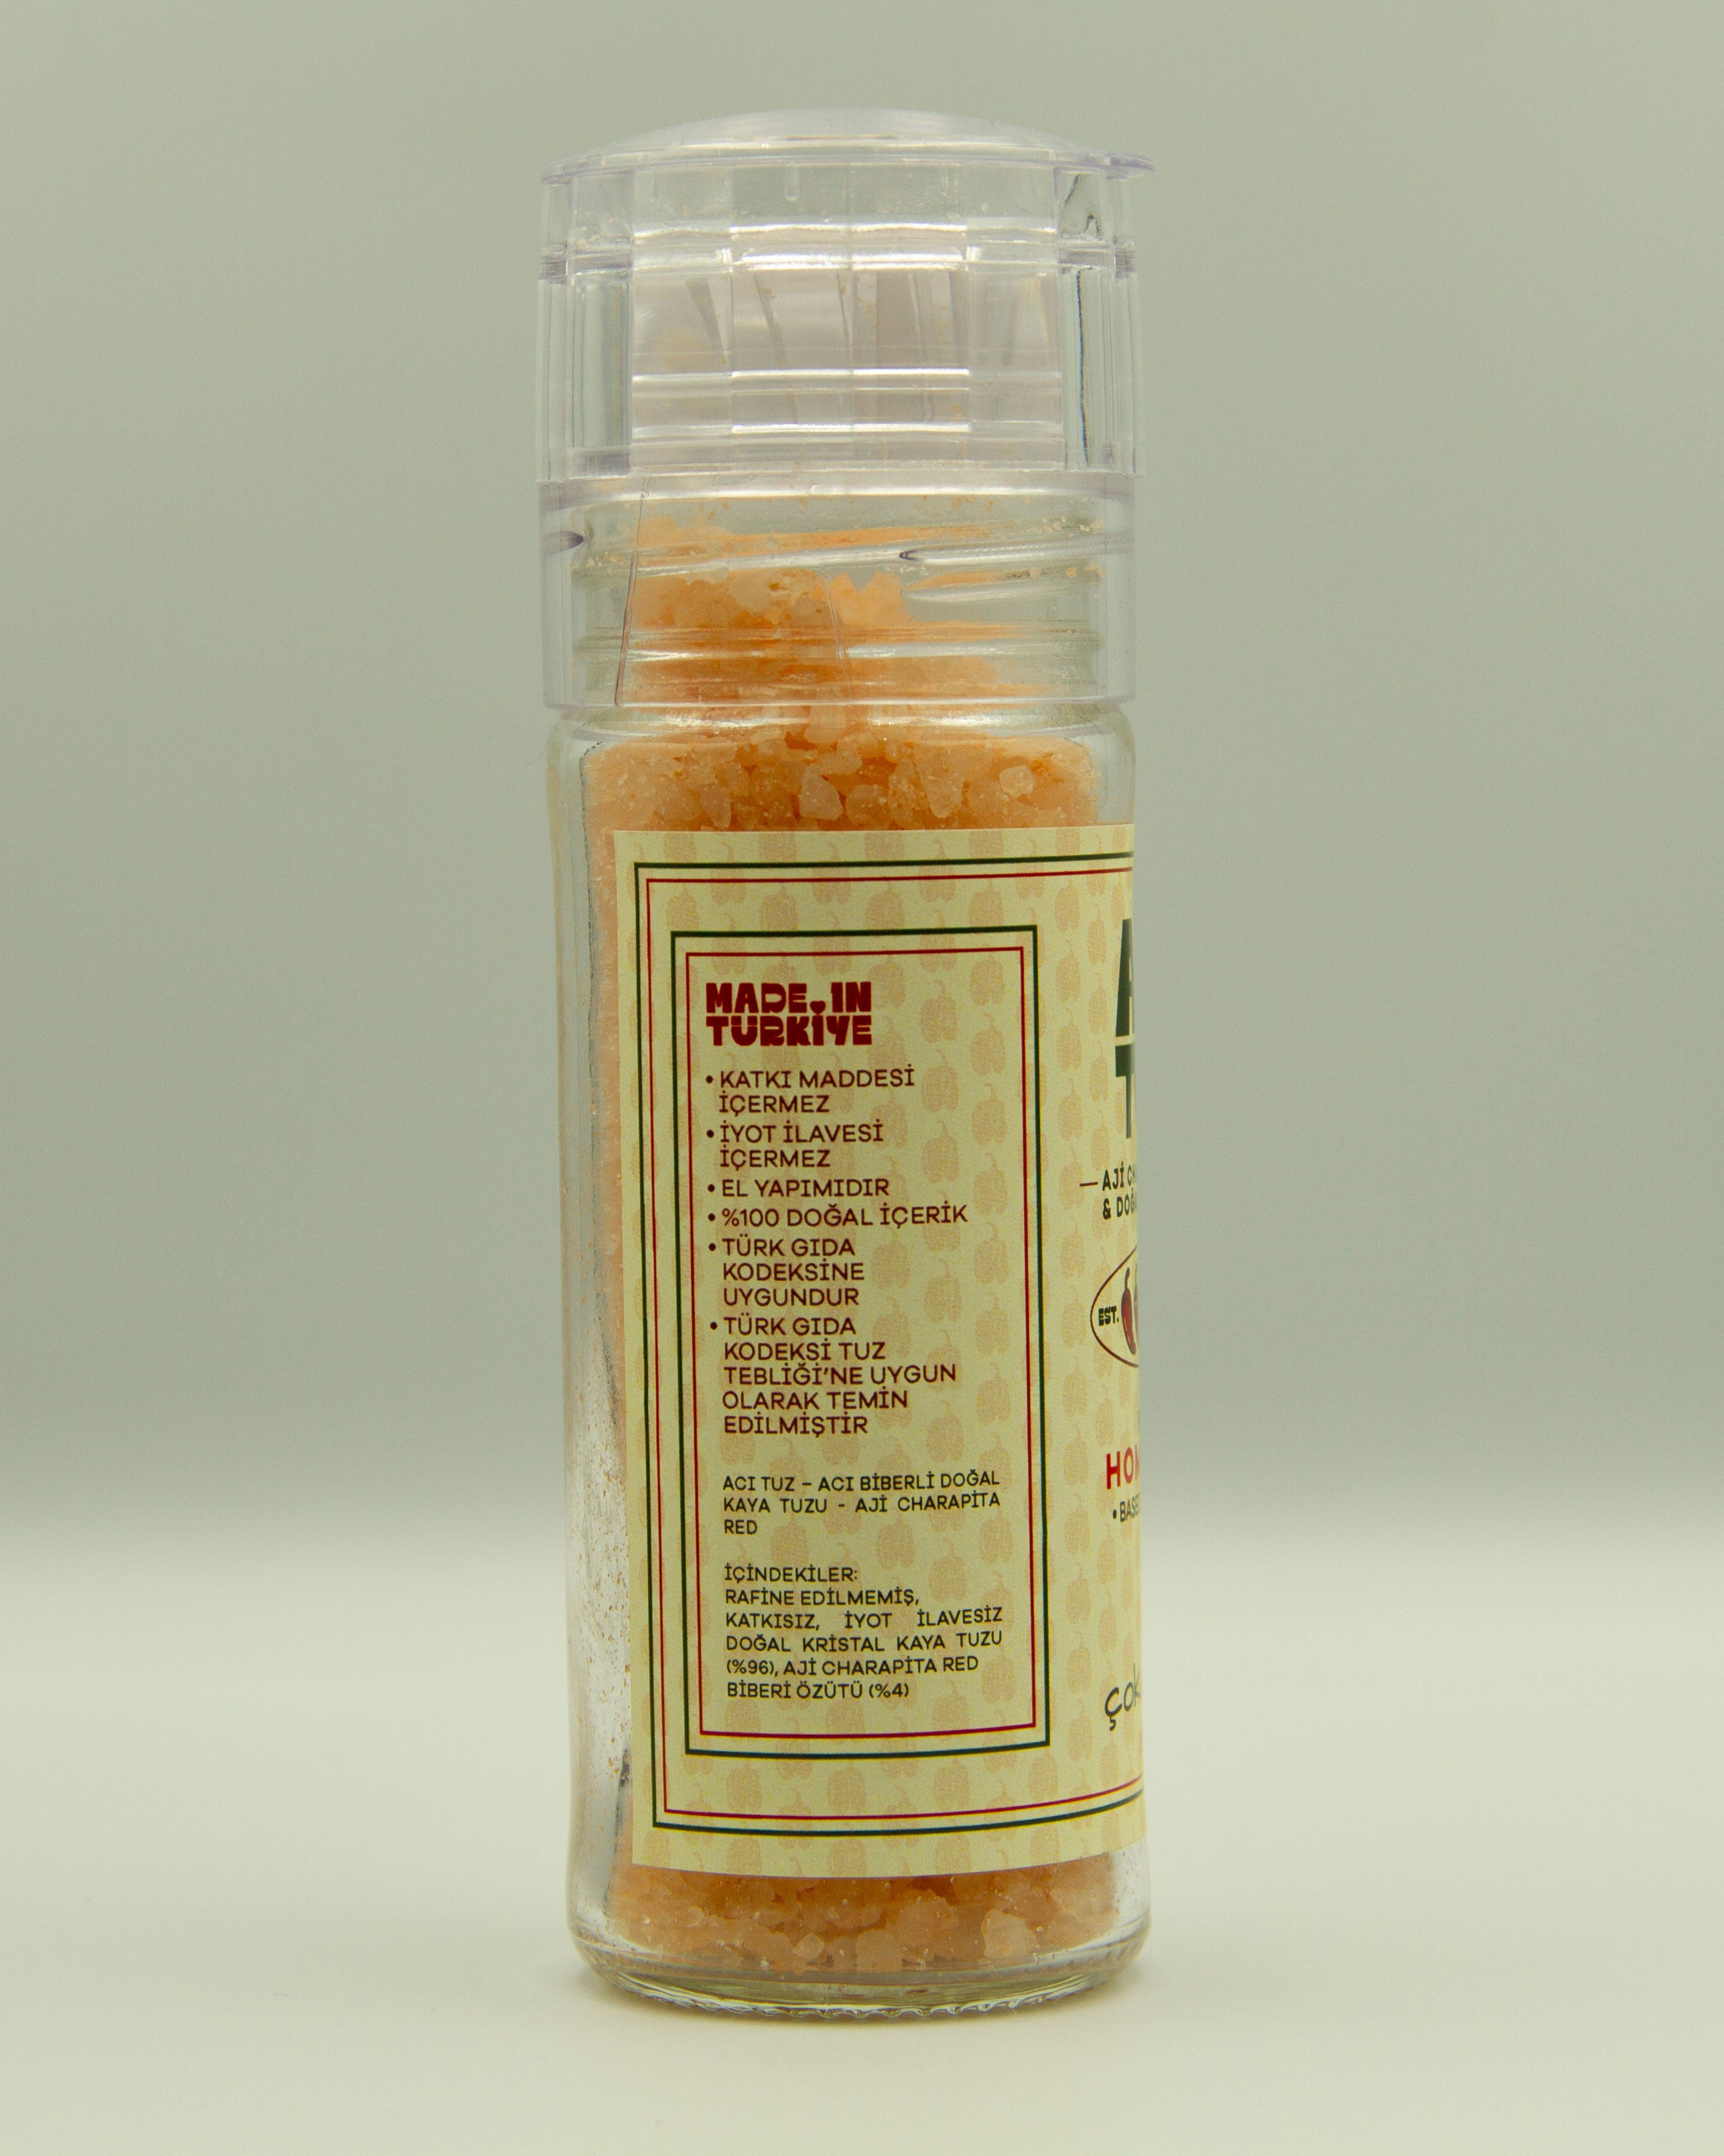 MADE IN
TÜRKİYE
• KATKI MADDESİ
İÇERMEZ
• İYOT İLAVESİ
İÇERMEZ
• EL YAPIMIDIR
• %100 DOĞAL İÇERİK
• TÜRK GIDA
KODEKSİNE
UYGUNDUR
• TÜRK GIDA
KODEKSİ TUZ
TEBLİĞİ'NE UYGUN
OLARAK TEMİN
EDİLMİŞTİR
ACI TUZ – ACI BİBERLİ DOĞAL
KAYA TUZU - AJİ CHARAPİTA
RED
İÇİNDEKİLER:
RAFİNE EDİLMEMİŞ,
KATKISIZ, İYOT İLAVESİZ
DOĞAL KRİSTAL KAYA TUZU
(%96), AJİ CHARAPİTA RED
BİBERİ ÖZÜTÜ (%4)
— AJİ
&
EST.